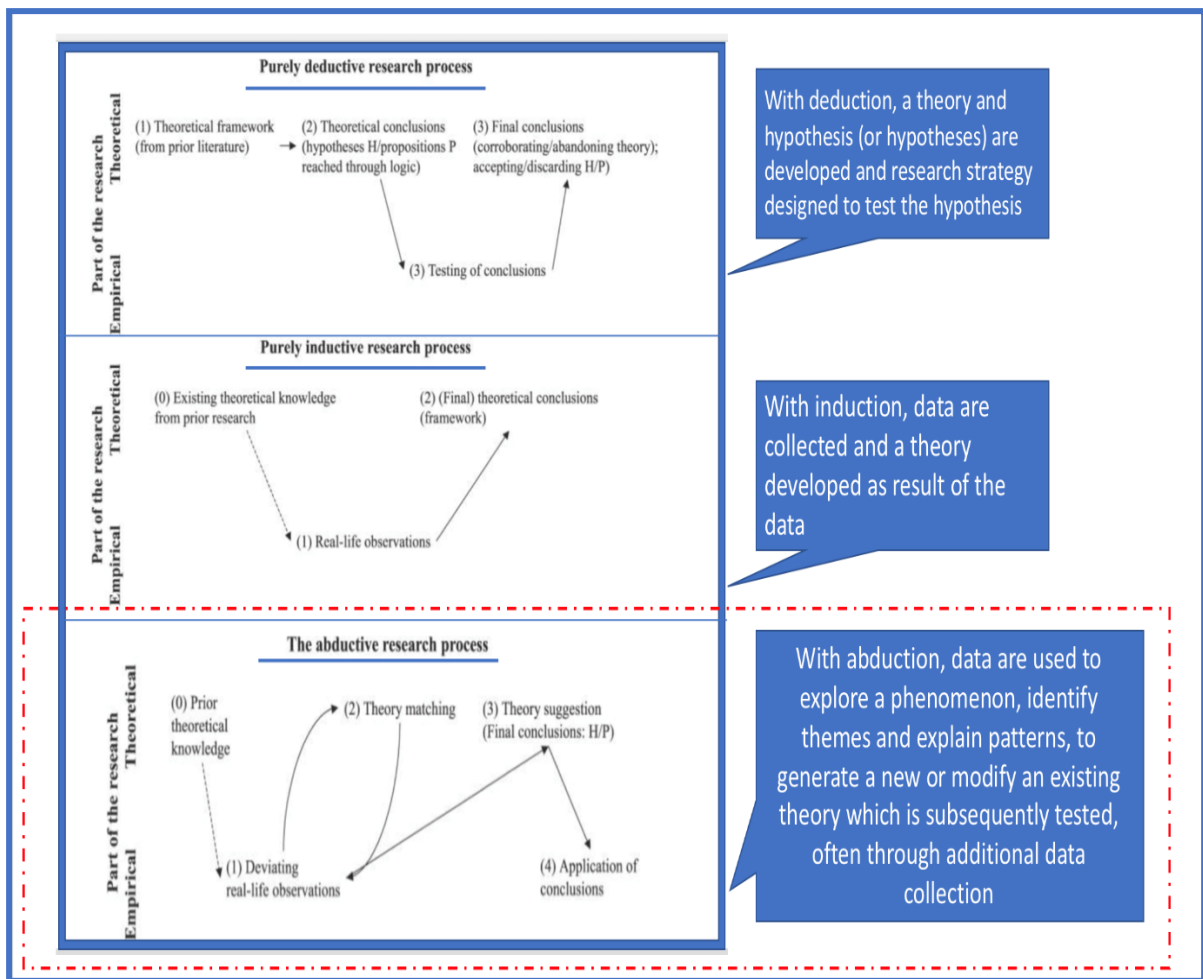 Purely deductive research process
Part of the research
Theoretical
Empirical
(1) Theoretical framework
(from prior literature)
(2) Theoretical conclusions
(hypotheses H/propositions P
reached through logic)
(3) Final conclusions
(corroborating/abandoning theory);
accepting/discarding H/P)
(3) Testing of conclusions
With deduction, a theory and
hypothesis (or hypotheses) are
developed and research strategy
designed to test the hypothesis
Purely inductive research process
Part of the research
Theoretical
Empirical
(0) Existing theoretical knowledge
from prior research
(2) (Final) theoretical conclusions
(framework)
(1) Real-life observations
With induction, data are
collected and a theory
developed as result of the
data
The abductive research process
Part of the research
Theoretical
Empirical
(0) Prior
theoretical
knowledge
(2) Theory matching
(3) Theory suggestion
(Final conclusions: H/P)
(1) Deviating
real-life observations
(4) Application of
conclusions
With abduction, data are used to
explore a phenomenon, identify
themes and explain patterns, to
generate a new or modify an existing
theory which is subsequently tested,
often through additional data
collection